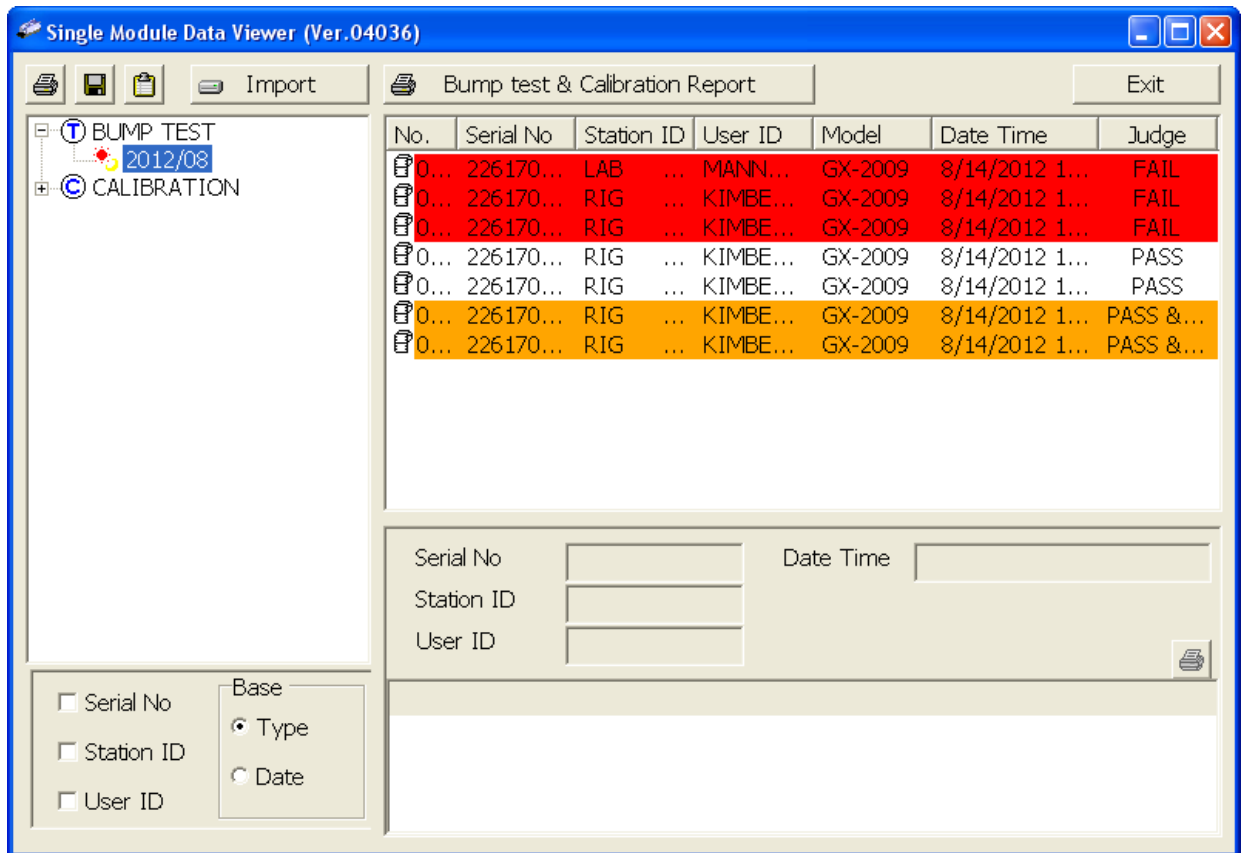 Single Module Data Viewer (Ver.04036)
Import
Bump test & Calibration Report
Exit
T BUMP TEST
2012/08
C CALIBRATION
No. Serial No Station ID User ID Model Date Time Judge
0... 226170... LAB ... MANN... GX-2009 8/14/2012 1... FAIL
0... 226170... RIG ... KIMBE... GX-2009 8/14/2012 1... FAIL
0... 226170... RIG ... KIMBE... GX-2009 8/14/2012 1... FAIL
0... 226170... RIG ... KIMBE... GX-2009 8/14/2012 1... PASS
0... 226170... RIG ... KIMBE... GX-2009 8/14/2012 1... PASS
0... 226170... RIG ... KIMBE... GX-2009 8/14/2012 1... PASS &...
0... 226170... RIG ... KIMBE... GX-2009 8/14/2012 1... PASS &...
Serial No
Date Time
Station ID
User ID
Serial No
Station ID
User ID
Base
Type
Date